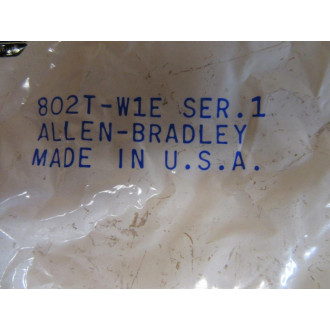 802T-W1E SER.1
ALLEN-BRADLEY
MADE IN U.S.A.